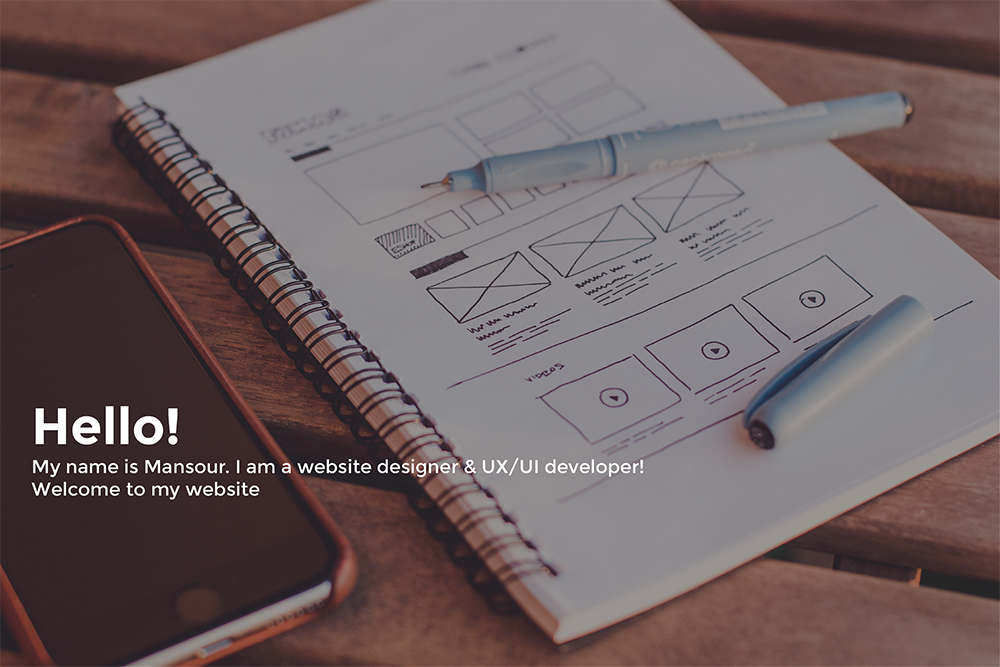 Hello!
My name is Mansour. I am a website designer & UX/UI developer!
Welcome to my website
VIDEOS